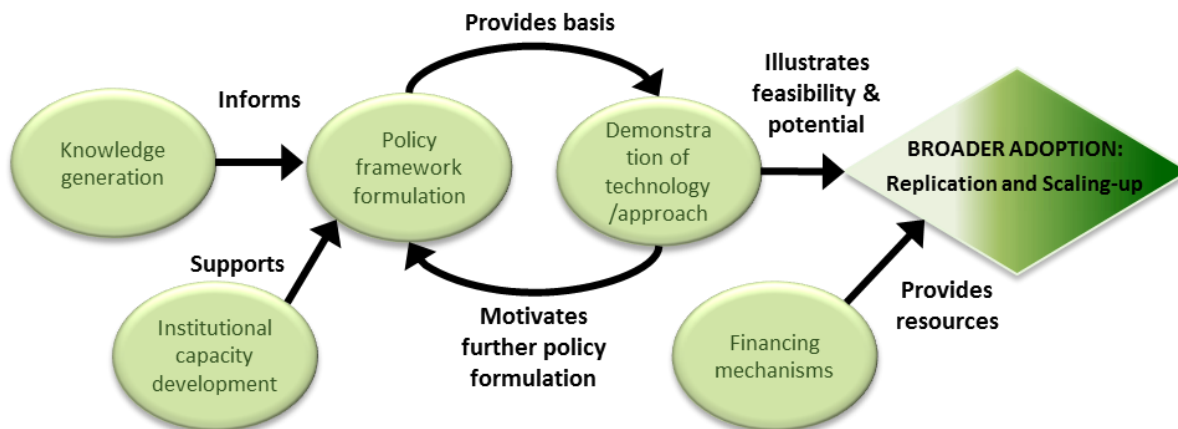 Provides basis
Informs
Illustrates
feasibility &
potential
Knowledge
generation
Policy
framework
formulation
Demonstra
tion of
technology
/approach
BROADER ADOPTION:
Replication and Scaling-up
Supports
Institutional
capacity
development
Motivates
further policy
formulation
Financing
mechanisms
Provides
resources